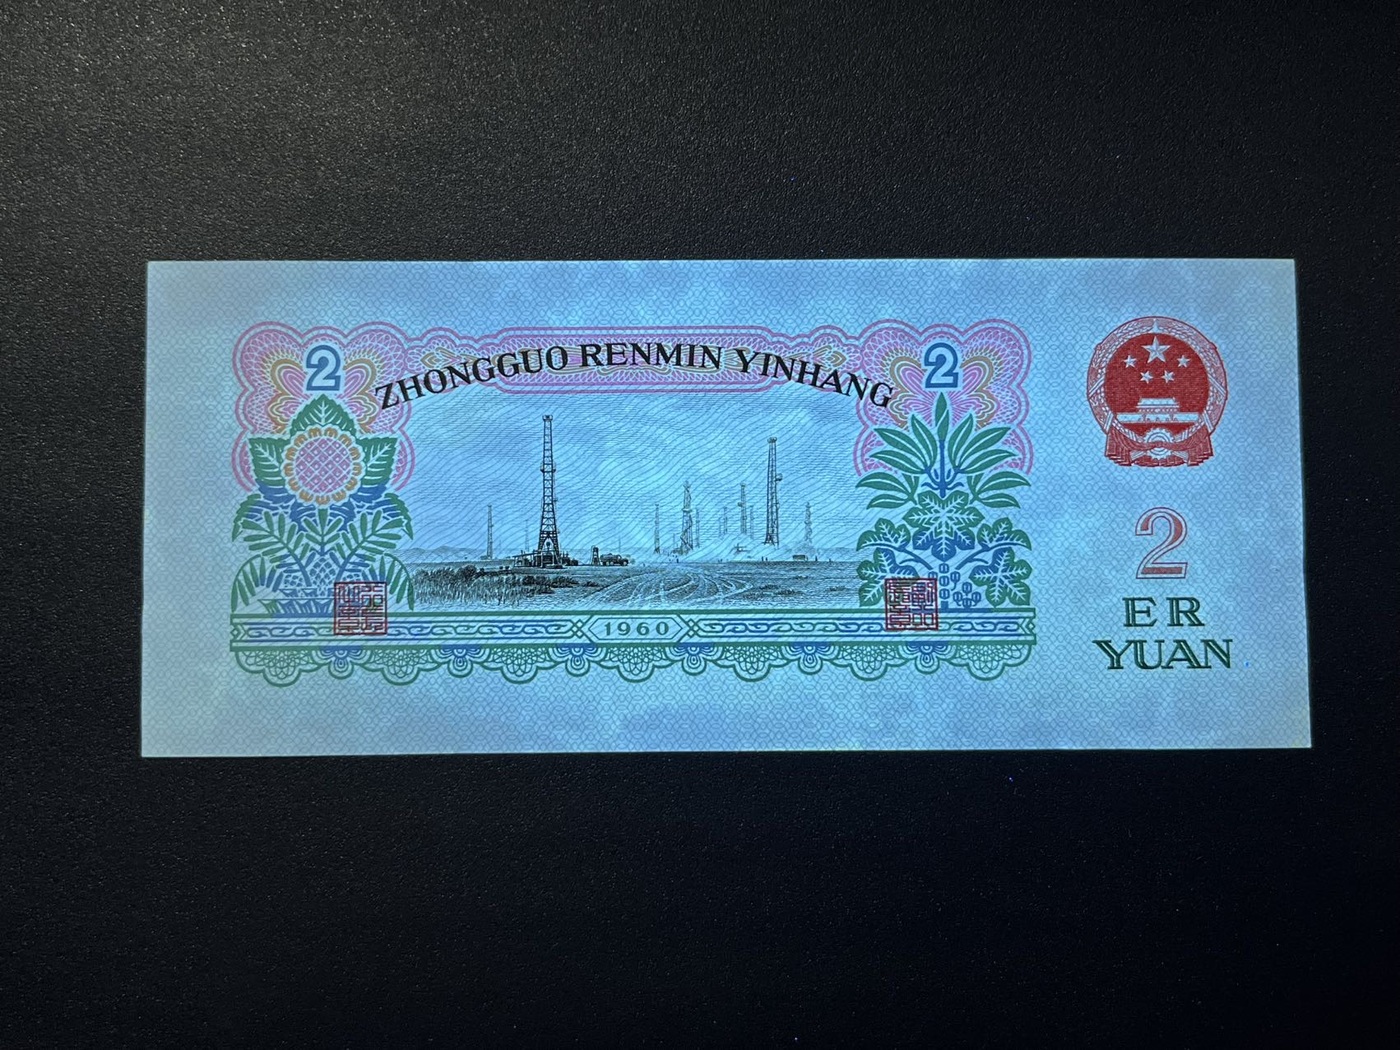 ZHONGGUO RENMIN YINHANG
2
2
1960
2
ER
YUAN